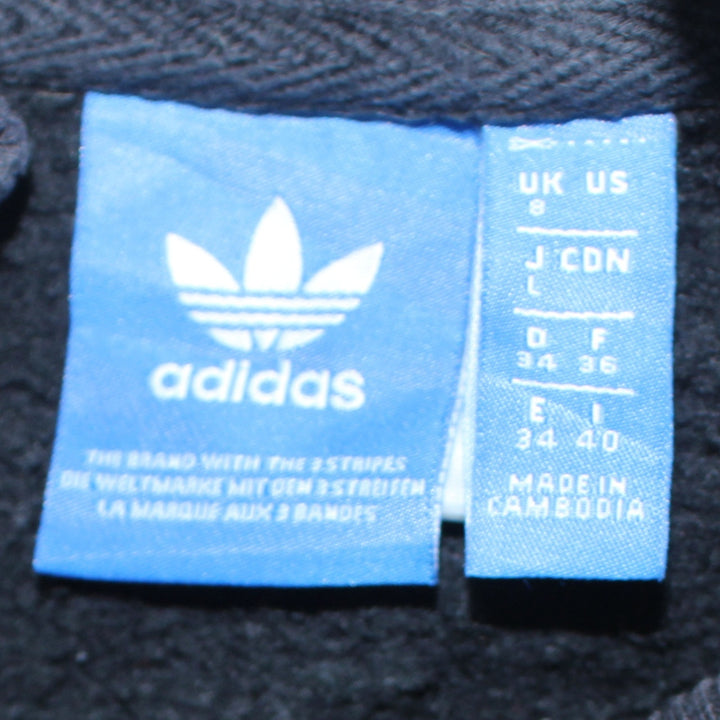 adidas
THE BRAND WITH THE 3 STRIPES
DIE WELTMARKE MIT DEN 3 STREIFEN
LA MARQUE AUX 3 BANDES
UK US
8
J CDN
L
D F
34 36
E I
34 40
MADE IN
CAMBODIA